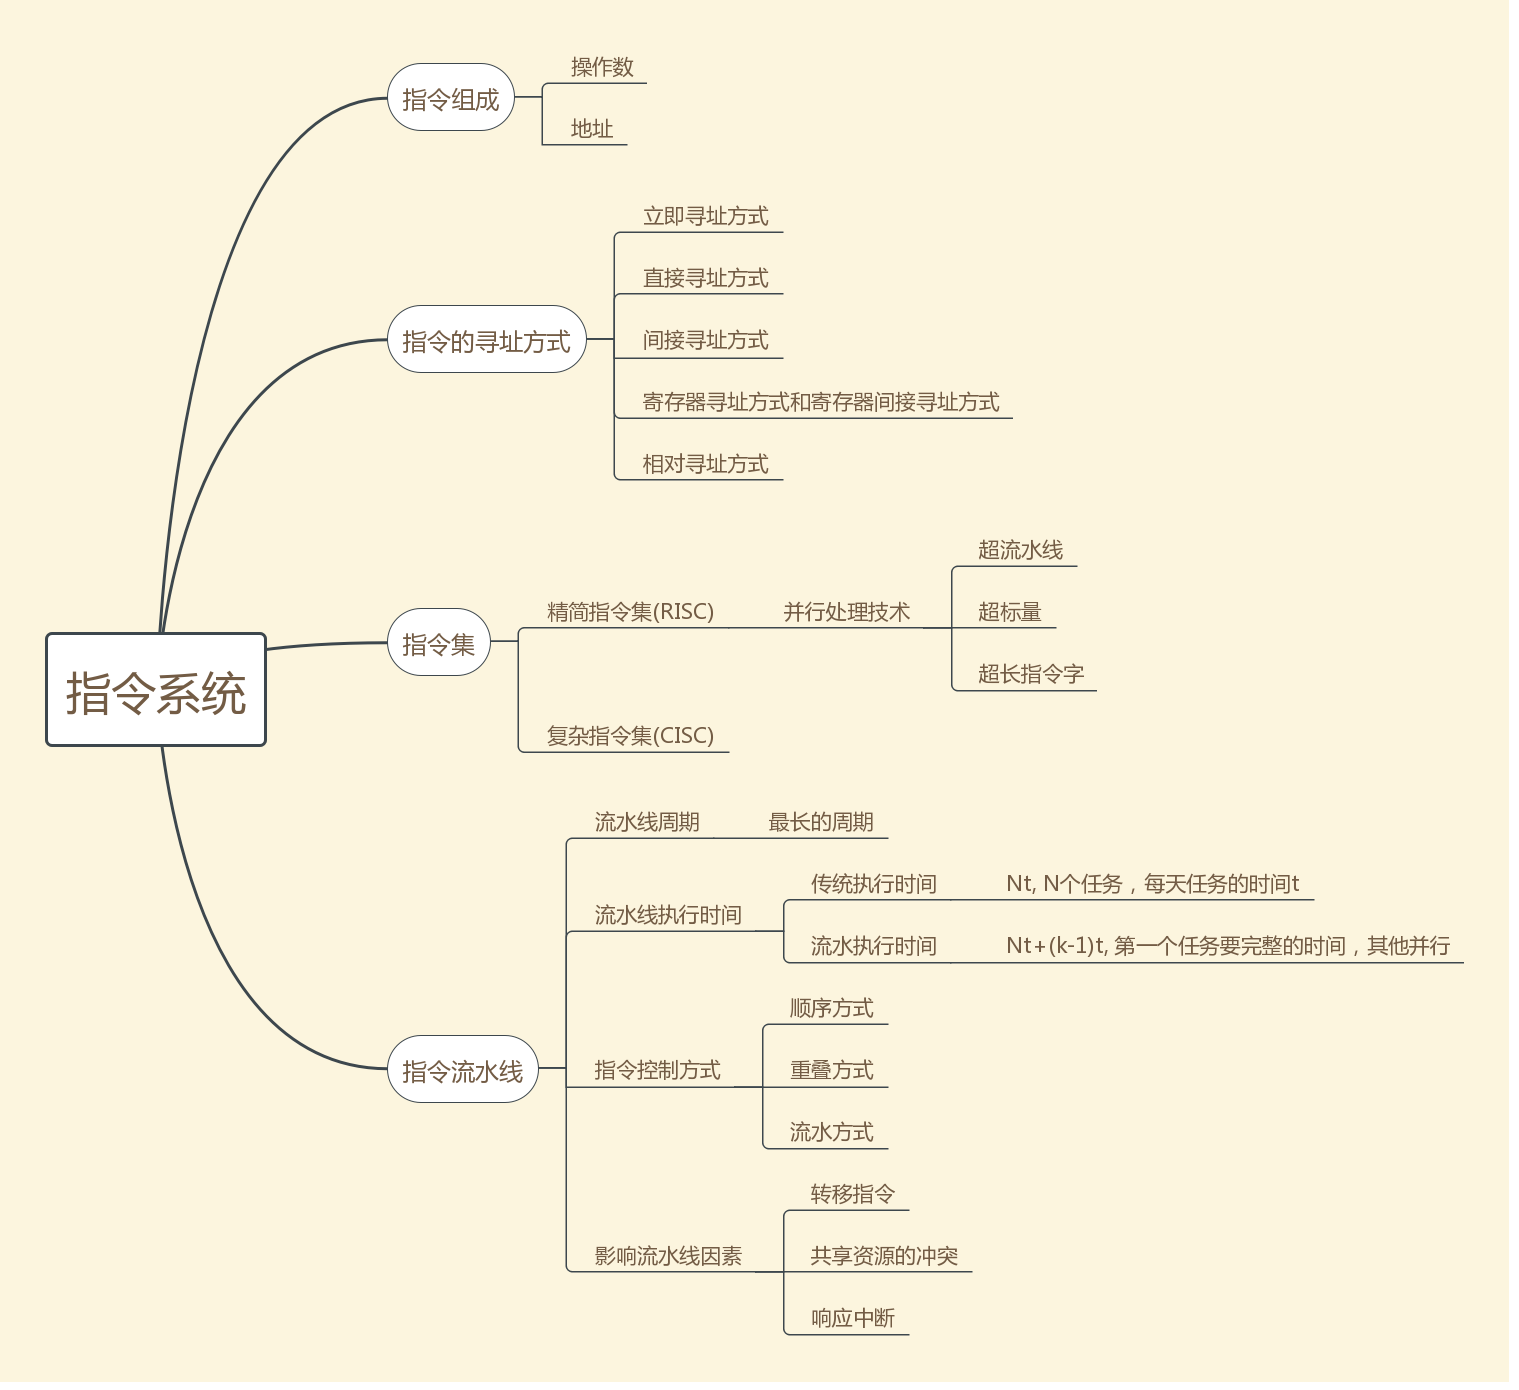 指令系统
指令组成
操作数
地址
指令的寻址方式
立即寻址方式
直接寻址方式
间接寻址方式
寄存器寻址方式和寄存器间接寻址方式
相对寻址方式
指令集
精简指令集(RISC)
并行处理技术
超流水线
超标量
超长指令字
复杂指令集(CISC)
指令流水线
流水线周期
最长的周期
流水线执行时间
传统执行时间
Nt, N个任务，每天任务的时间t
流水执行时间
Nt+(k-1)t, 第一个任务要完整的时间，其他并行
指令控制方式
顺序方式
重叠方式
流水方式
影响流水线因素
转移指令
共享资源的冲突
响应中断